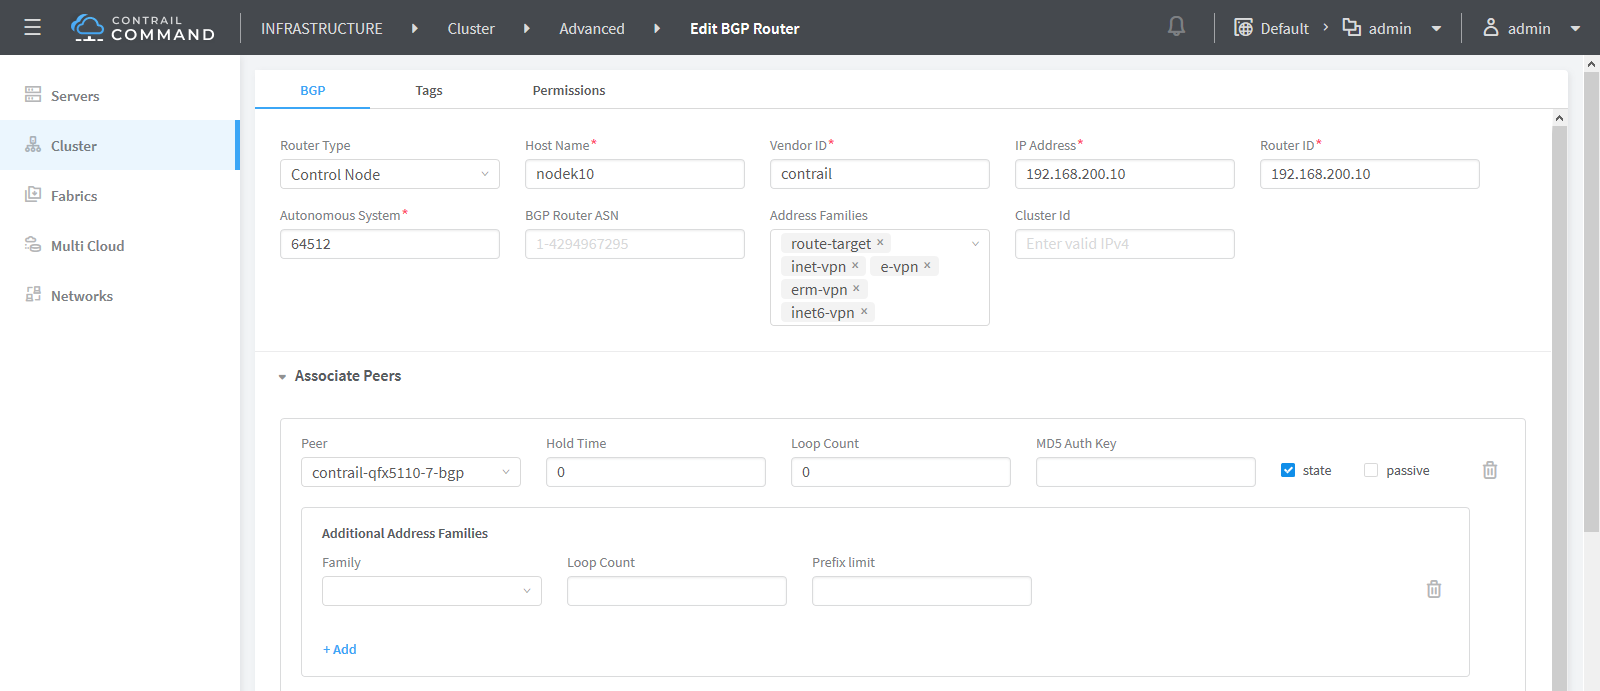 CONTRAIL
COMMAND
INFRASTRUCTURE Cluster Advanced Edit BGP Router
Default › admin
admin
Servers
Cluster
Fabrics
Multi Cloud
Networks
BGP Tags Permissions
Router Type Host Name* Vendor ID* IP Address* Router ID*
Control Node nodek10 contrail 192.168.200.10 192.168.200.10
Autonomous System* BGP Router ASN Address Families Cluster Id
64512 1-4294967295 route-target × Enter valid IPv4
inet-vpn × e-vpn ×
erm-vpn ×
inet6-vpn ×
Associate Peers
Peer Hold Time Loop Count MD5 Auth Key
contrail-qfx5110-7-bgp 0 0 state passive
Additional Address Families
Family Loop Count Prefix limit
+ Add